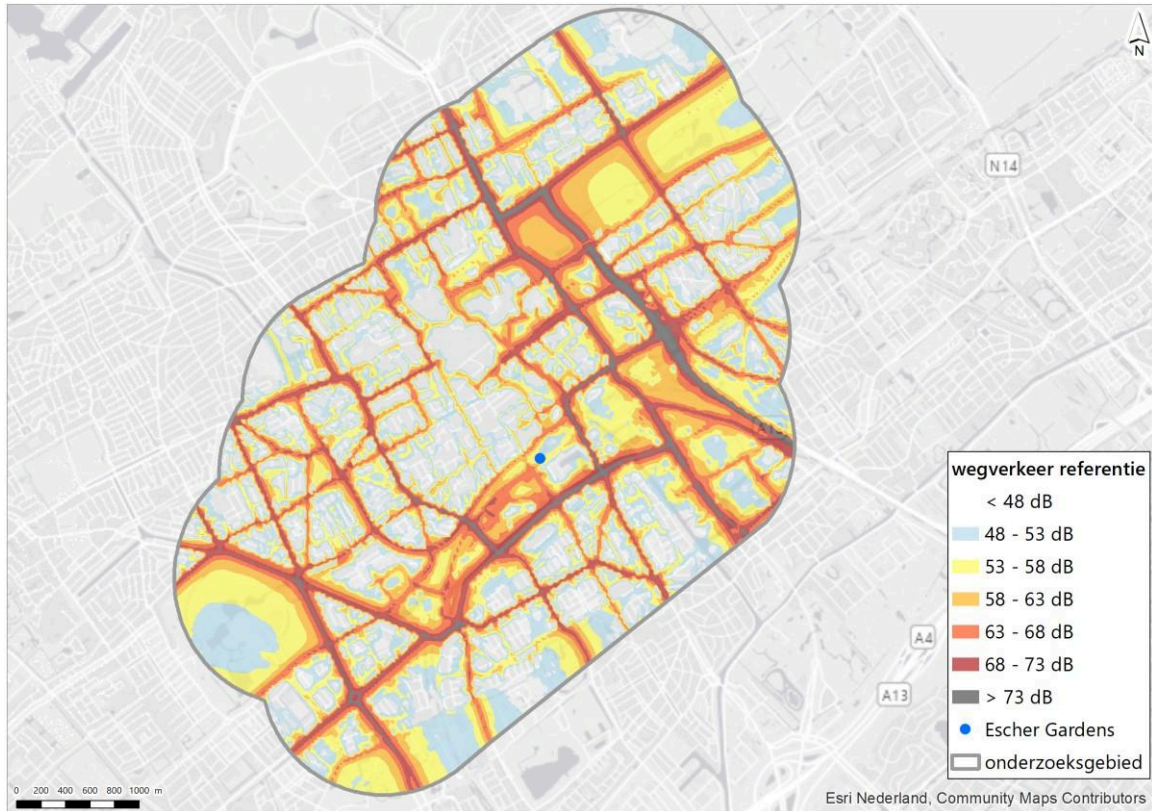 N
N14
wegverkeer referentie
< 48 dB
48 - 53 dB
53 - 58 dB
58 - 63 dB
63 - 68 dB
68 - 73 dB
> 73 dB
Escher Gardens
onderzoeksgebied
A4
A13
0 200 400 600 800 1000 m
Esri Nederland, Community Maps Contributors